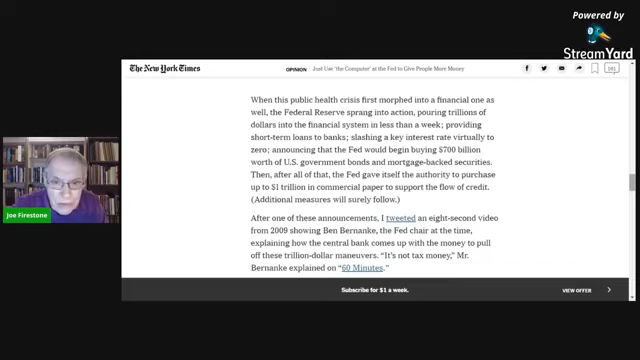 Powered by
StreamYard
The New York Times
OPINION | Just Use 'the Computer' at the Fed to Give People More Money
181
When this public health crisis first morphed into a financial one as
well, the Federal Reserve sprang into action, pouring trillions of
dollars into the financial system in less than a week; providing
short-term loans to banks; slashing a key interest rate virtually to
zero; announcing that the Fed would begin buying $700 billion
worth of U.S. government bonds and mortgage-backed securities.
Then, after all of that, the Fed gave itself the authority to purchase
up to $1 trillion in commercial paper to support the flow of credit.
(Additional measures will surely follow.)
After one of these announcements, I tweeted an eight-second video
from 2009 showing Ben Bernanke, the Fed chair at the time,
explaining how the central bank comes up with the money to pull
off these trillion-dollar maneuvers. “It's not tax money,” Mr.
Bernanke explained on “60 Minutes.”
Joe Firestone
Subscribe for $1 a week.
VIEW OFFER